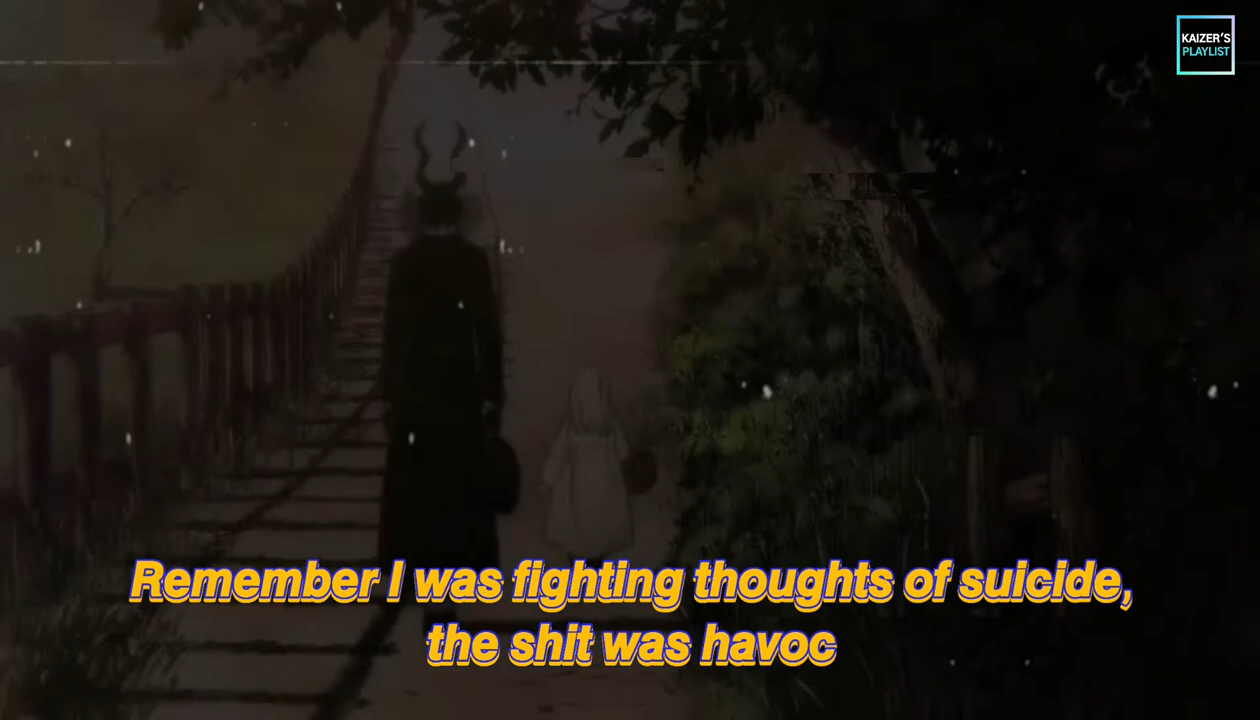 KAIZER'S
PLAYLIST
Remember I was fighting thoughts of suicide,
the shit was havoc